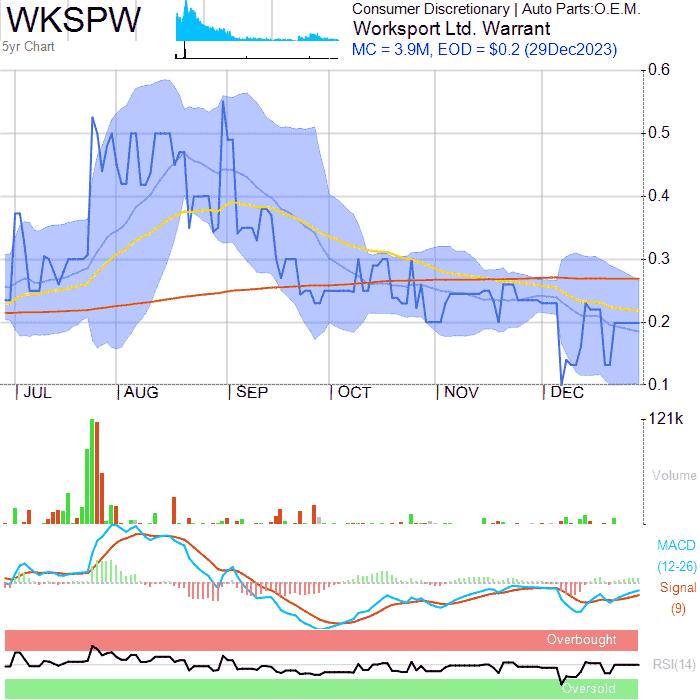 WKSPW
5yr Chart
Consumer Discretionary | Auto Parts:O.E.M.
Worksport Ltd. Warrant
MC = 3.9M, EOD = $0.2 (29Dec2023)
0.6
0.5
0.4
0.3
0.2
0.1
JUL AUG SEP OCT NOV DEC
121k
Volume
MACD
(12-26)
Signal
(9)
Overbought
RSI(14)
Oversold